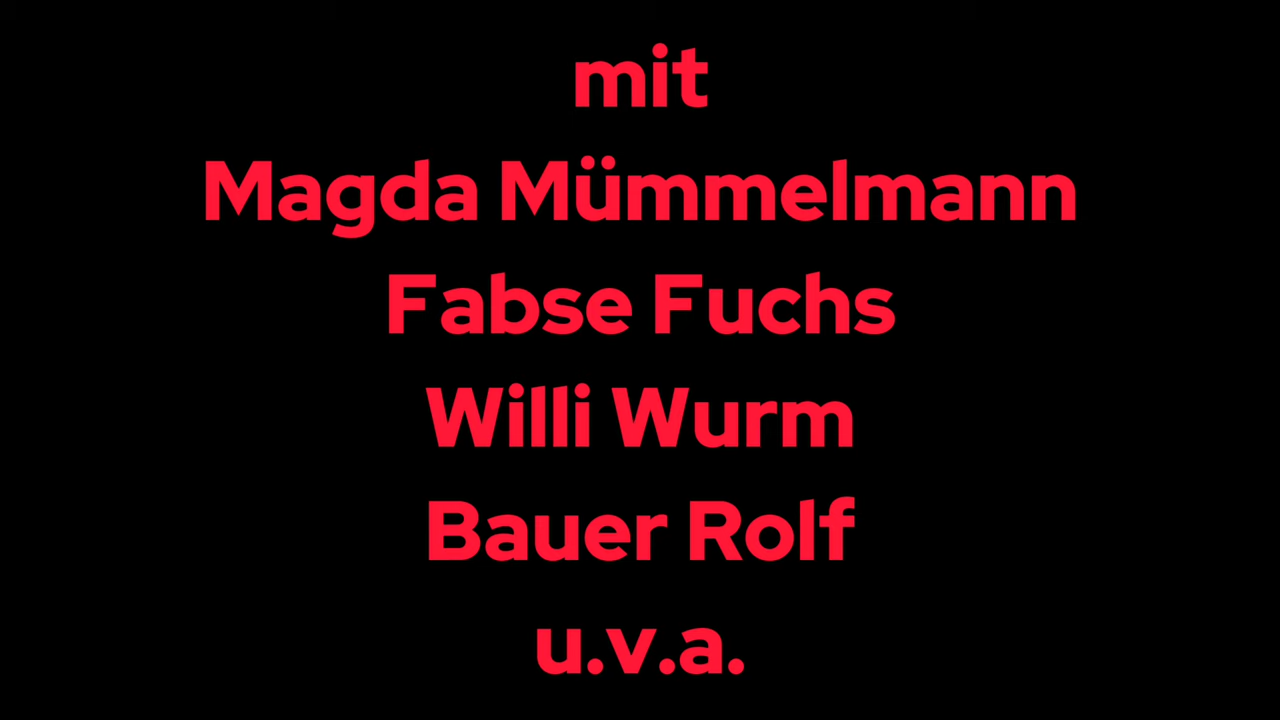 mit
Magda Mümmelmann
Fabse Fuchs
Willi Wurm
Bauer Rolf
u.v.a.